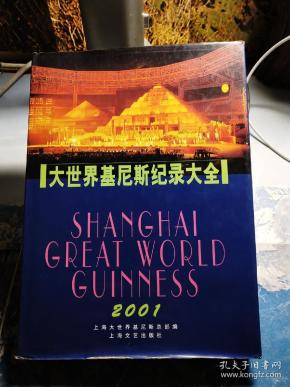 大世界基尼斯纪录大全
SHANGHAI
GREAT WORLD
GUINNESS
2001
上海大世界基尼斯总部编
上海文艺出版社
孔夫子旧书网